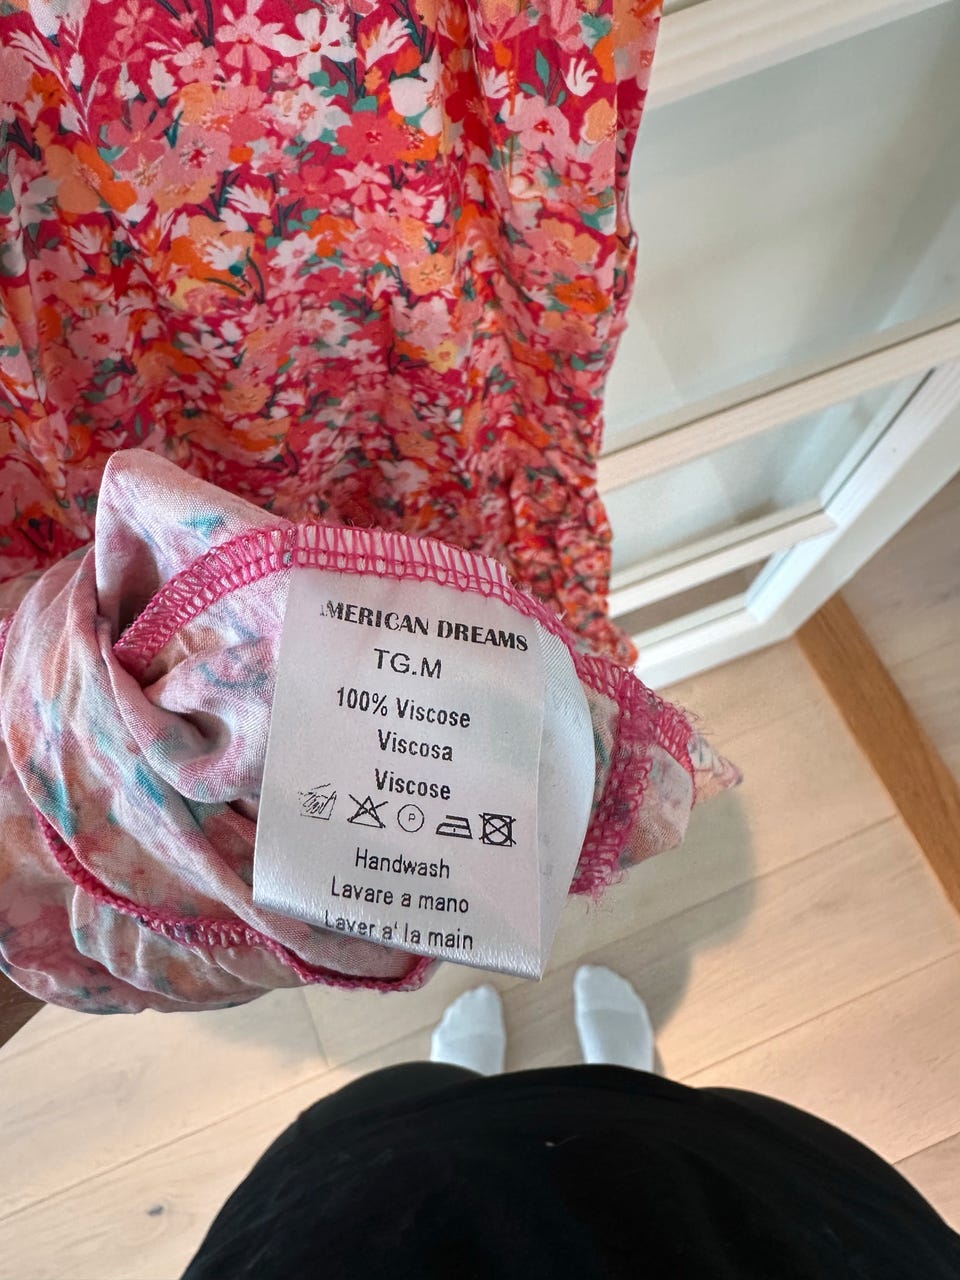 MERICAN DREAMS
TG.M
100% Viscose
Viscosa
Viscose
P
Handwash
Lavare a mano
Laver a' la main